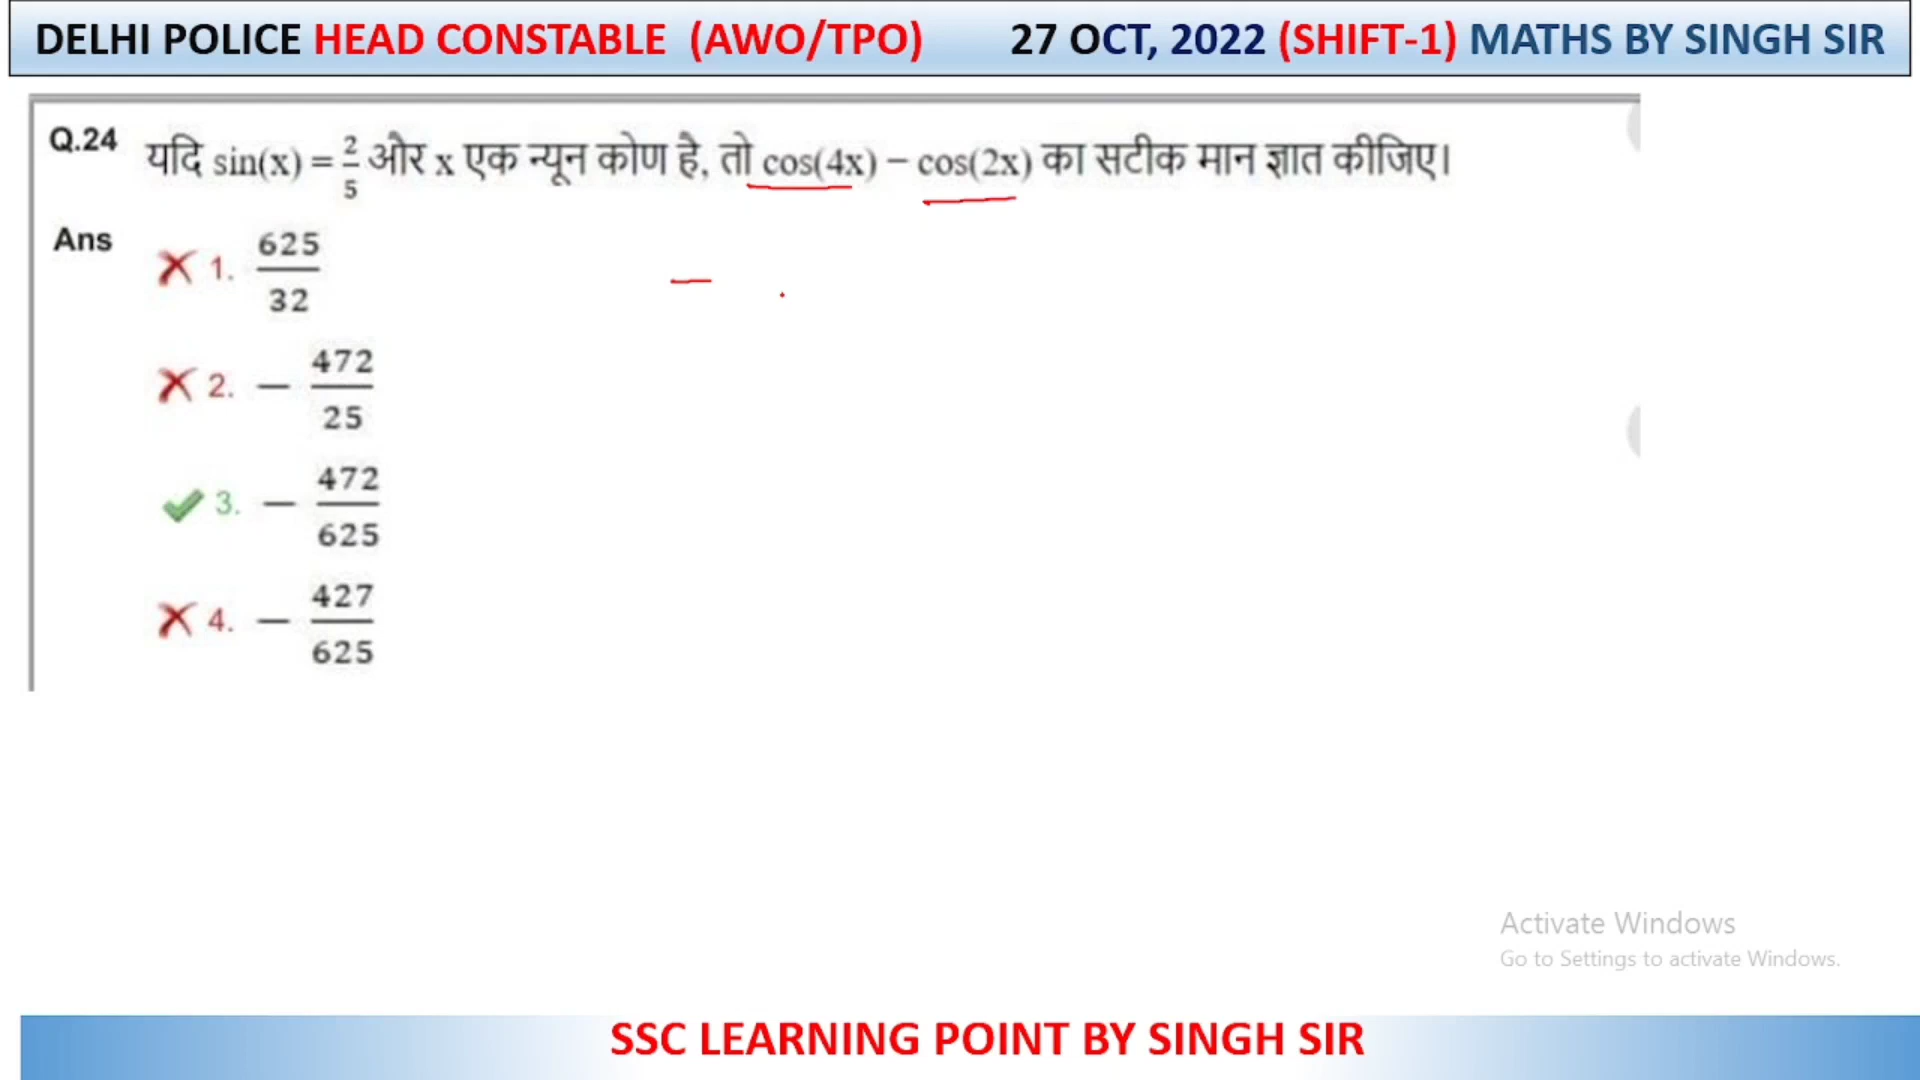 DELHI POLICE HEAD CONSTABLE (AWO/TPO) 27 OCT, 2022 (SHIFT-1) MATHS BY SINGH SIR
Q.24 यदि sin(x) = 2/5 और x एक न्यून कोण है, तो cos(4x) − cos(2x) का सटीक मान ज्ञात कीजिए।
Ans
1. 625/32
2. − 472/25
3. − 472/625
4. − 427/625
Activate Windows
Go to Settings to activate Windows.
SSC LEARNING POINT BY SINGH SIR